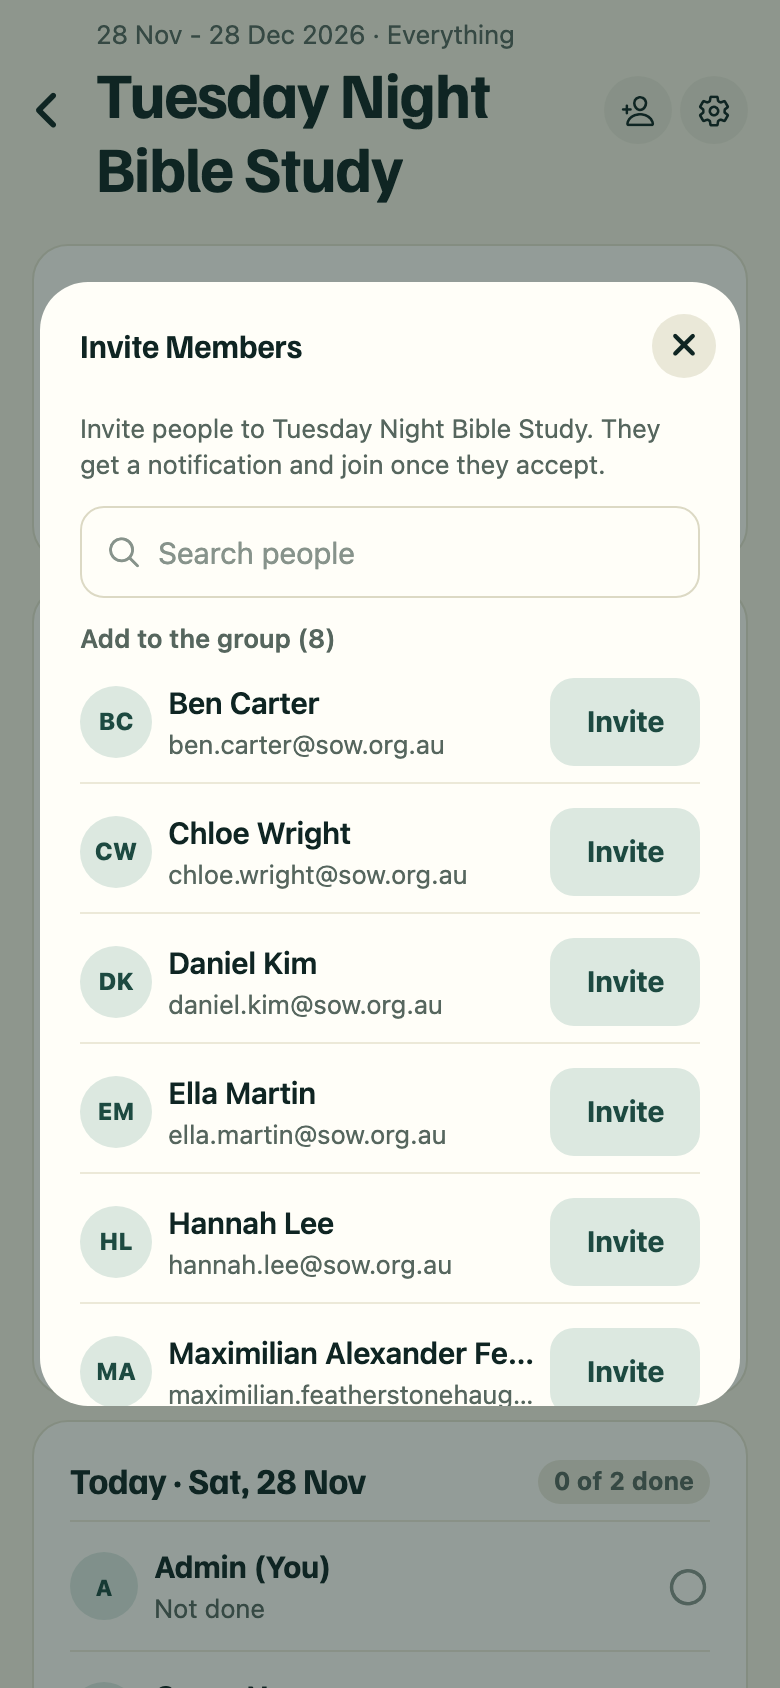 28 Nov - 28 Dec 2026 · Everything
Tuesday Night
Bible Study
Invite Members
Invite people to Tuesday Night Bible Study. They
get a notification and join once they accept.
Search people
Add to the group (8)
BC
Ben Carter
ben.carter@sow.org.au
Invite
CW
Chloe Wright
chloe.wright@sow.org.au
Invite
DK
Daniel Kim
daniel.kim@sow.org.au
Invite
EM
Ella Martin
ella.martin@sow.org.au
Invite
HL
Hannah Lee
hannah.lee@sow.org.au
Invite
MA
Maximilian Alexander Fe...
maximilian.featherstonehaug...
Invite
Today · Sat, 28 Nov
0 of 2 done
A
Admin (You)
Not done